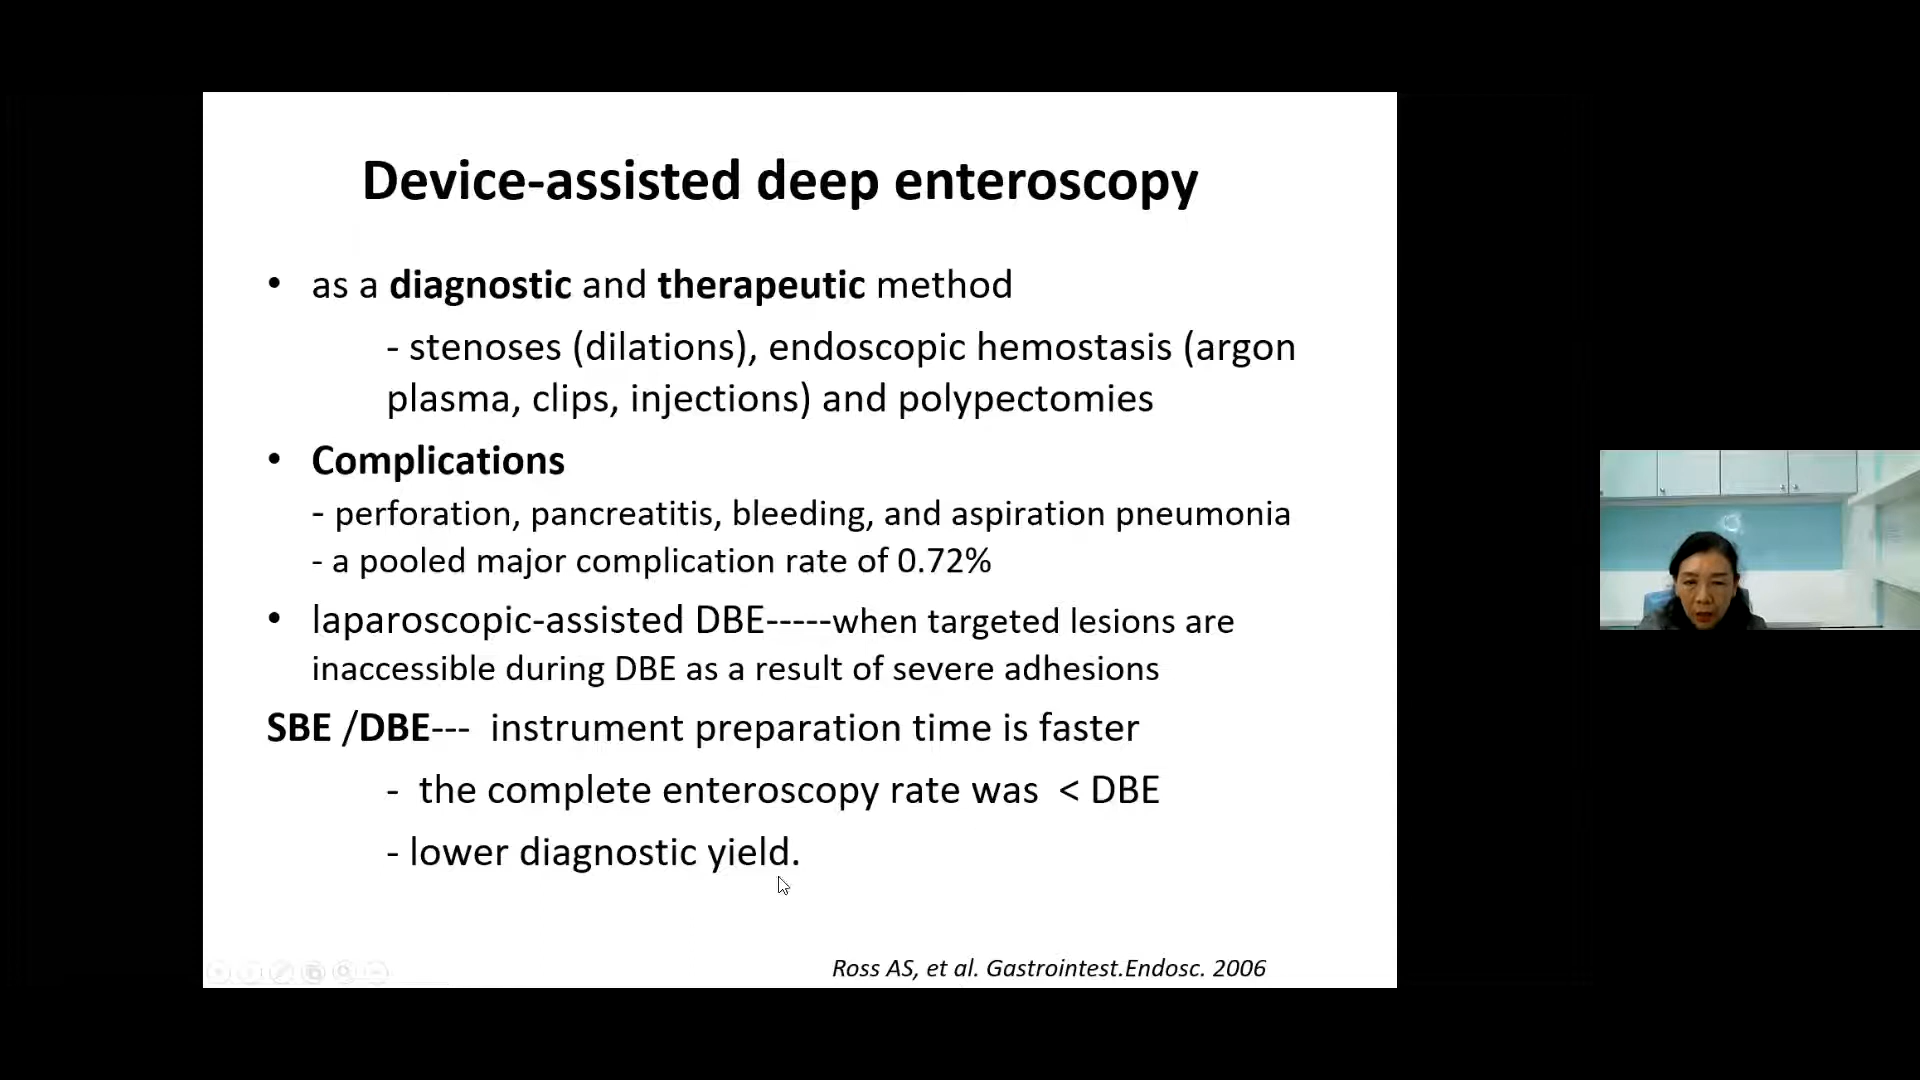 Device-assisted deep enteroscopy
• as a diagnostic and therapeutic method
- stenoses (dilations), endoscopic hemostasis (argon
plasma, clips, injections) and polypectomies
• Complications
- perforation, pancreatitis, bleeding, and aspiration pneumonia
- a pooled major complication rate of 0.72%
• laparoscopic-assisted DBE-----when targeted lesions are
inaccessible during DBE as a result of severe adhesions
SBE /DBE--- instrument preparation time is faster
- the complete enteroscopy rate was < DBE
- lower diagnostic yield.
Ross AS, et al. Gastrointest.Endosc. 2006